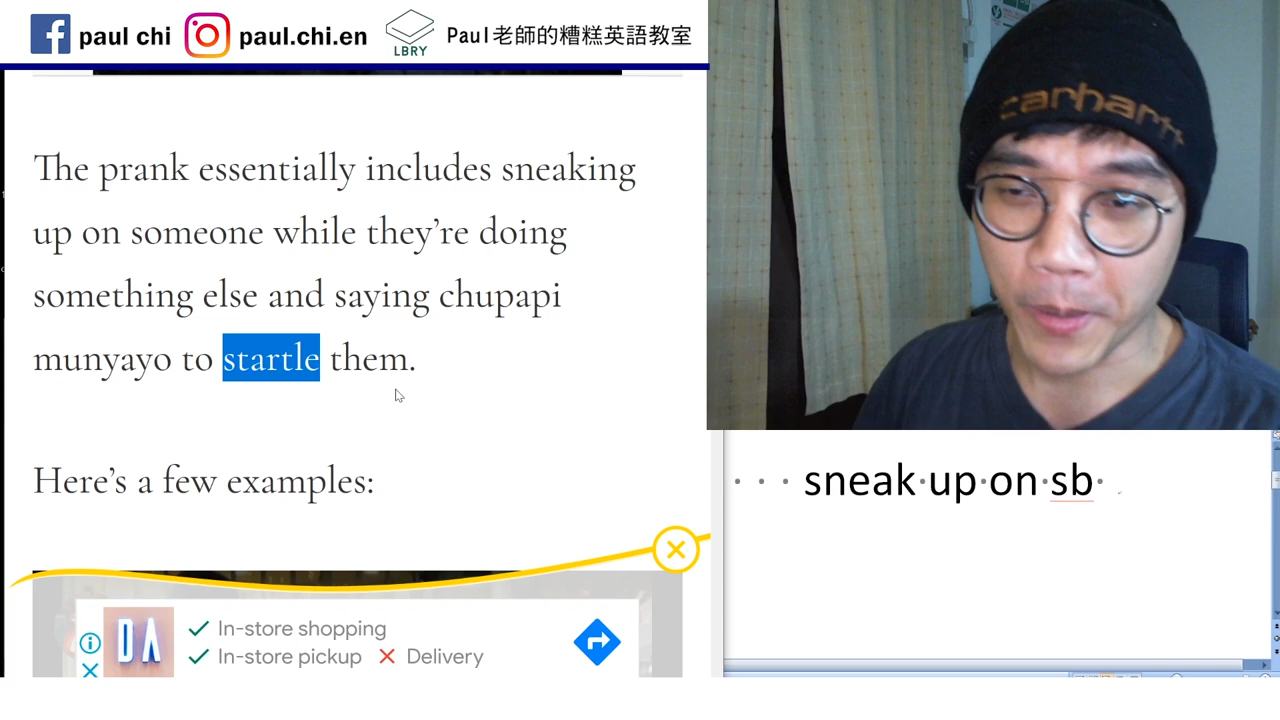 paul chi paul.chi.en LBRY Paul老師的糟糕英語教室
carhartt
The prank essentially includes sneaking
up on someone while they're doing
something else and saying chupapi
munyayo to startle them.
Here's a few examples:
sneak up on sb
DA
In-store shopping
In-store pickup Delivery